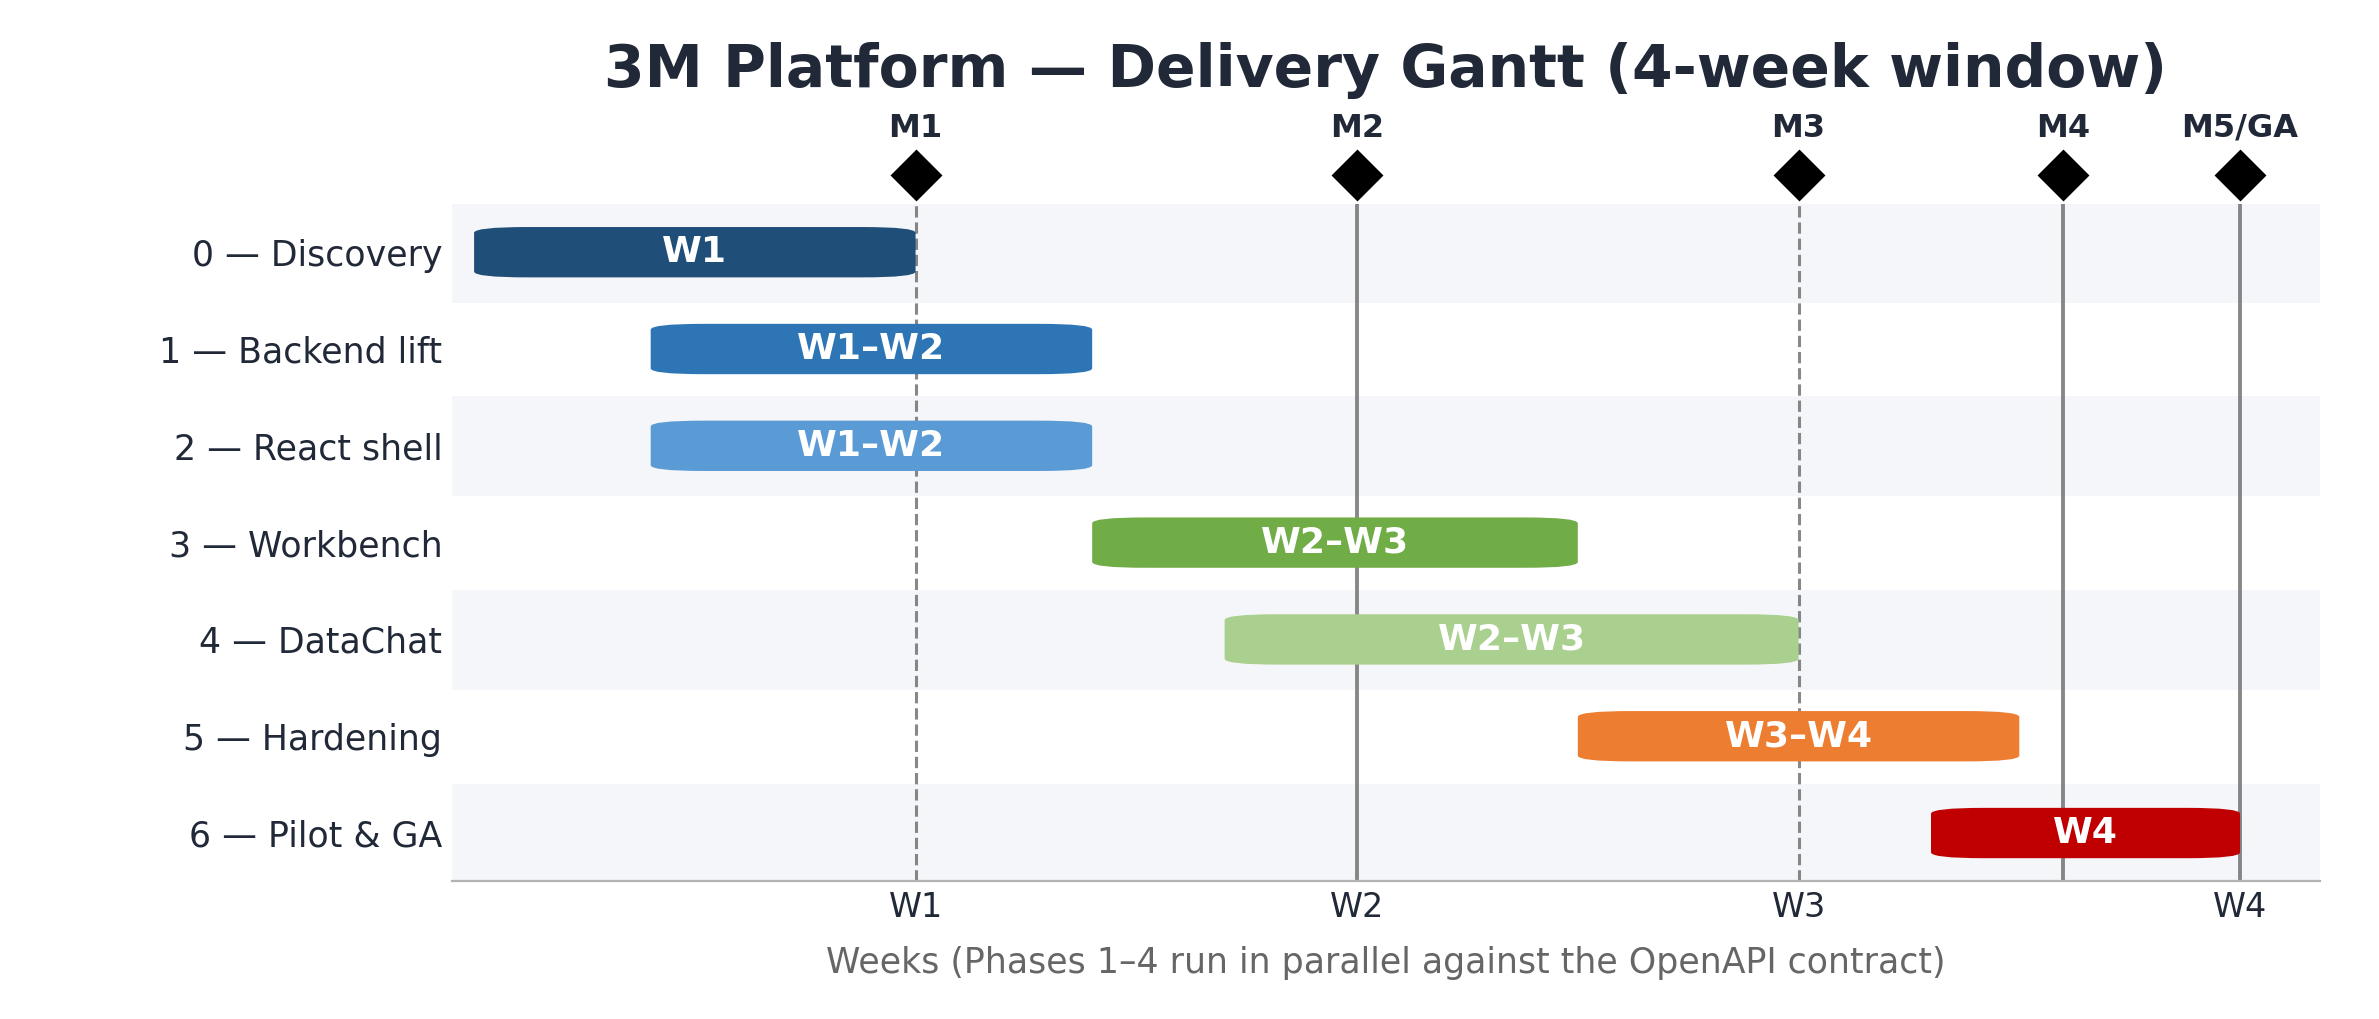 3M Platform — Delivery Gantt (4-week window)
M1 M2 M3 M4 M5/GA
0 — Discovery W1
1 — Backend lift W1–W2
2 — React shell W1–W2
3 — Workbench W2–W3
4 — DataChat W2–W3
5 — Hardening W3–W4
6 — Pilot & GA W4
W1 W2 W3 W4
Weeks (Phases 1–4 run in parallel against the OpenAPI contract)